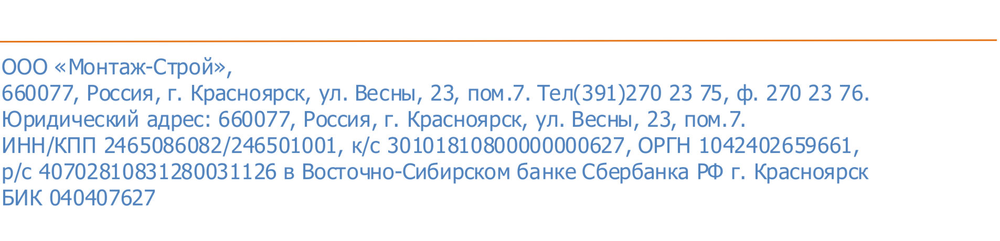 ООО «Монтаж-Строй»,
660077, Россия, г. Красноярск, ул. Весны, 23, пом.7. Тел(391)270 23 75, ф. 270 23 76.
Юридический адрес: 660077, Россия, г. Красноярск, ул. Весны, 23, пом.7.
ИНН/КПП 2465086082/246501001, к/с 30101810800000000627, ОРГН 1042402659661,
р/с 40702810831280031126 в Восточно-Сибирском банке Сбербанка РФ г. Красноярск
БИК 040407627